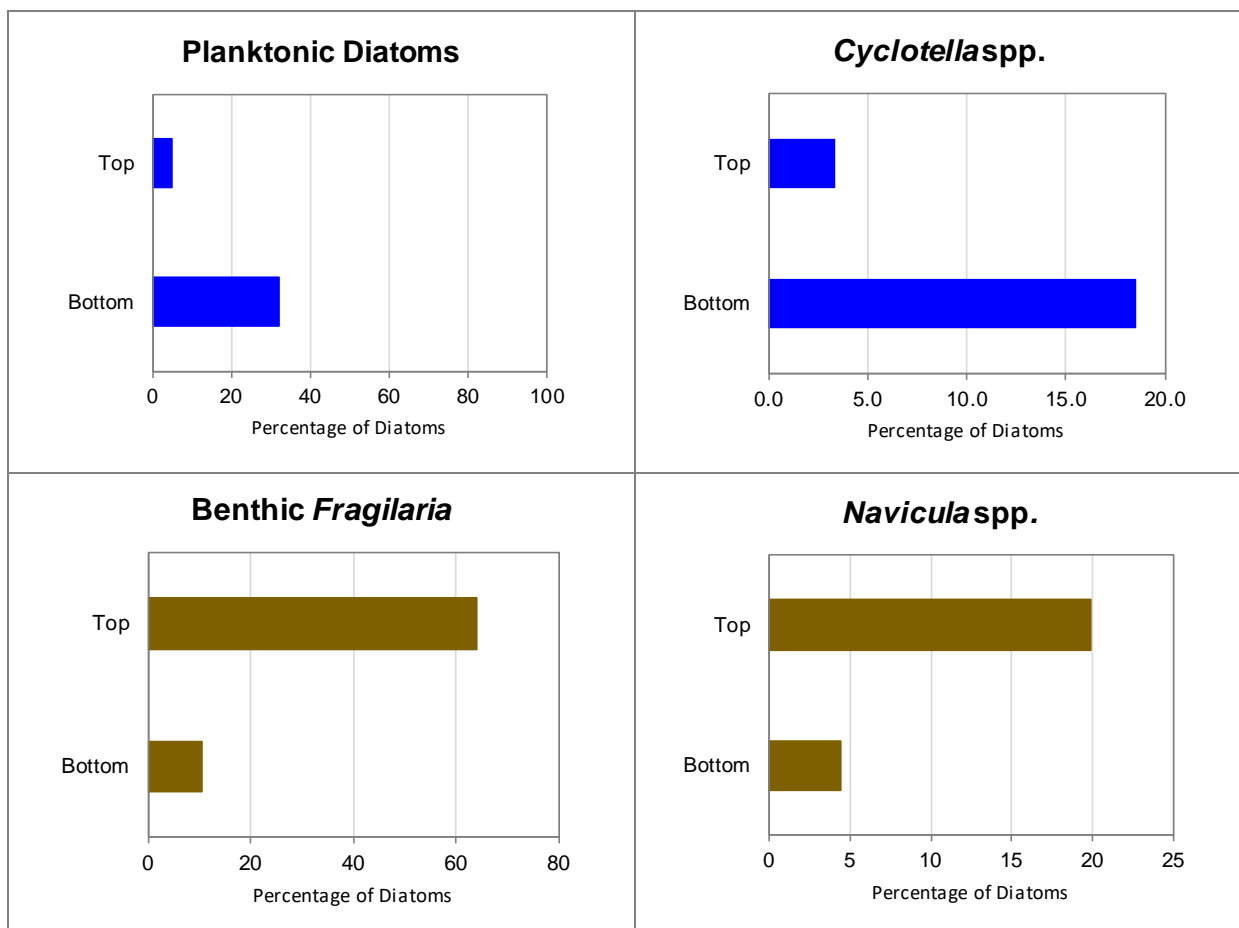 Planktonic Diatoms
Top
Bottom
0 20 40 60 80 100
Percentage of Diatoms
Cyclotella spp.
Top
Bottom
0.0 5.0 10.0 15.0 20.0
Percentage of Diatoms
Benthic Fragilaria
Top
Bottom
0 20 40 60 80
Percentage of Diatoms
Navicula spp.
Top
Bottom
0 5 10 15 20 25
Percentage of Diatoms